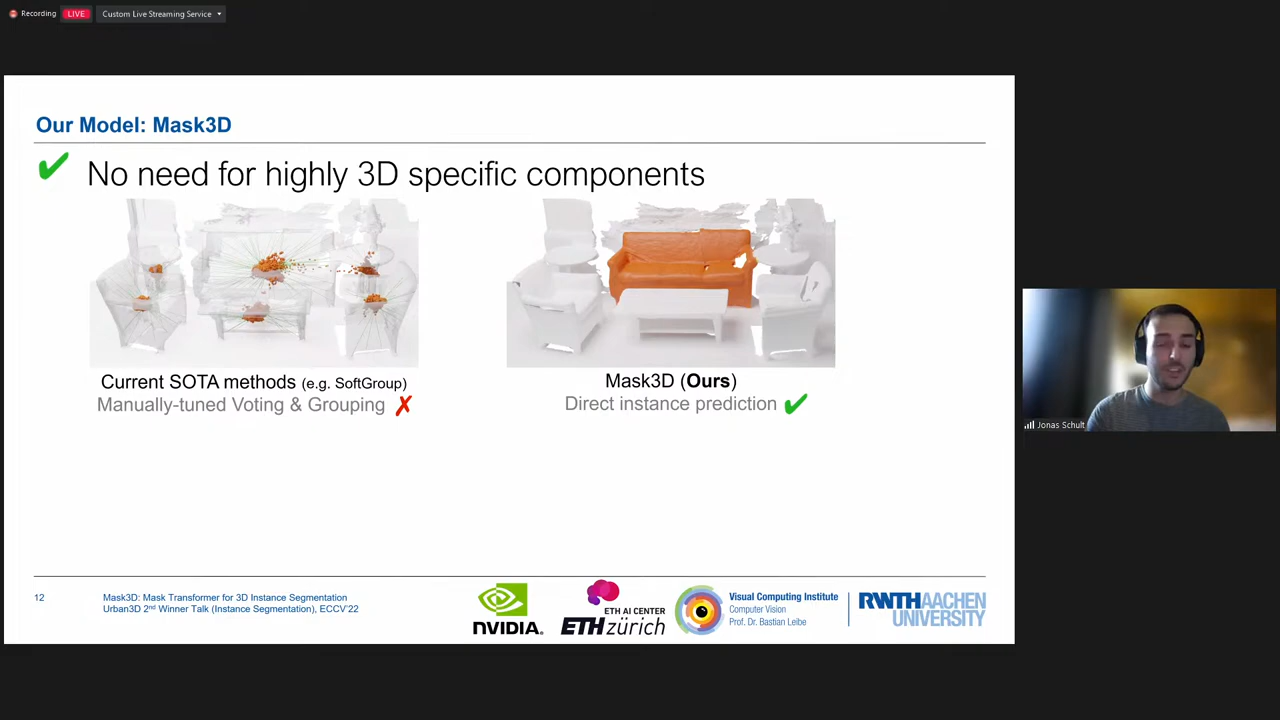 Recording
LIVE
Custom Live Streaming Service
Our Model: Mask3D
✔ No need for highly 3D specific components
Current SOTA methods (e.g. SoftGroup)
Manually-tuned Voting & Grouping ✗
Mask3D (Ours)
Direct instance prediction ✔
Jonas Schult
12
Mask3D: Mask Transformer for 3D Instance Segmentation
Urban3D 2nd Winner Talk (Instance Segmentation), ECCV'22
NVIDIA.
ETH AI CENTER
ETH zürich
Visual Computing Institute
Computer Vision
Prof. Dr. Bastian Leibe
RWTHAACHEN
UNIVERSITY